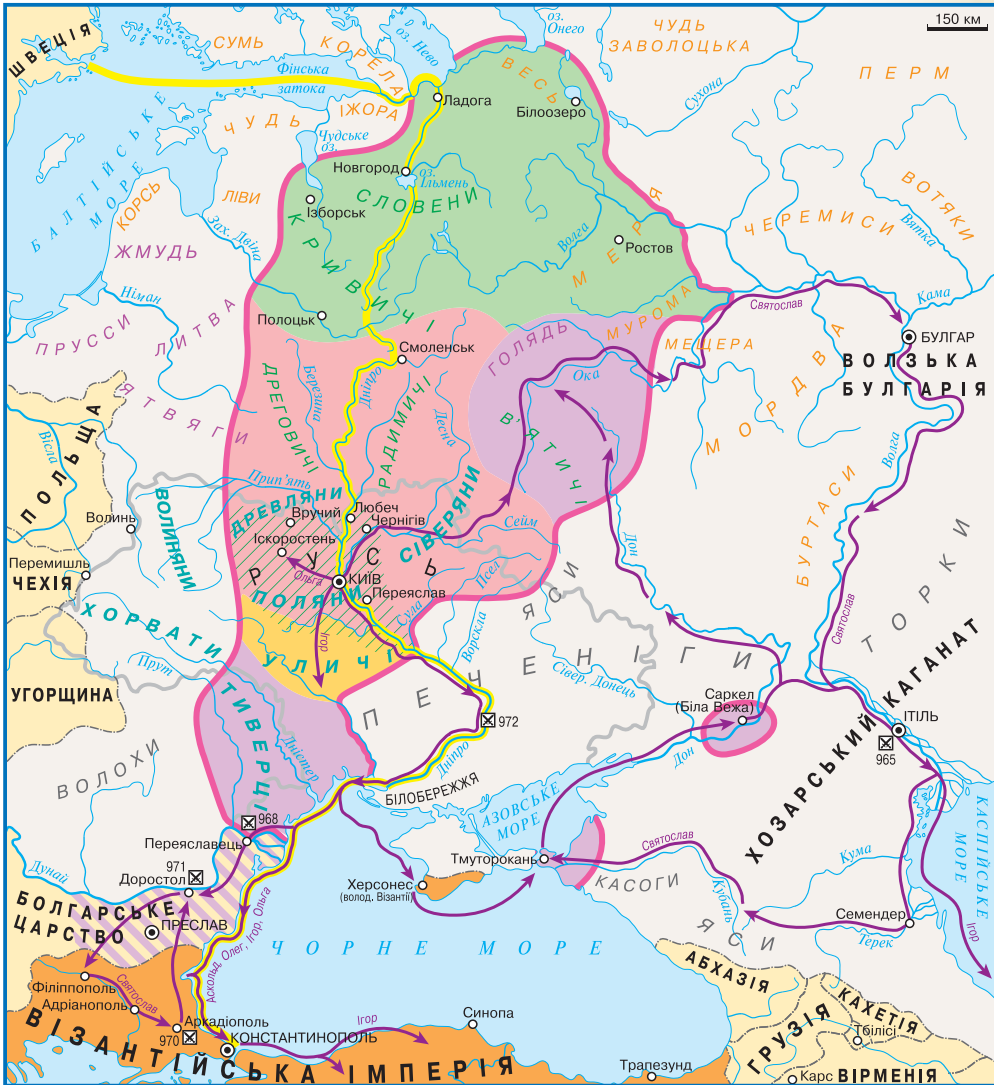 ШВЕЦІЯ
СУМЬ
КОРЕЛА
оз. Нево
оз. Онего
ЧУДЬ ЗАВОЛОЦЬКА
150 км
Фінська затока
ІЖОРА
Ладога
ВЕСЬ
Білоозеро
Сухона
ПЕРМ
БАЛТІЙСЬКЕ МОРЕ
ЧУДЬ
Чудське оз.
Новгород
оз. Ільмень
СЛОВЕНИ
КОРСЬ
ЛІВИ
Ізборськ
КРИВИЧІ
Волга
Ростов
МЕРЯ
ЧЕРЕМИСИ
ВОТЯКИ
Вятка
ЖМУДЬ
Зах. Двіна
Німан
ПРУССИ
ЛИТВА
Полоцьк
Смоленськ
ГОЛЯДЬ
МУРОМА
МЕЩЕРА
Святослав
Кама
БУЛГАР
ВОЛЗЬКА
БУЛГАРІЯ
МОРДВА
ЯТВЯГИ
ДРЕГОВИЧІ
Березина
Дніпро
РАДИМИЧІ
Десна
Ока
В'ЯТИЧІ
Волга
ПОЛЬЩА
Вісла
Прип'ять
ВОЛИНЯНИ
Волинь
ДРЕВЛЯНИ
Вручий
Любеч
Чернігів
Іскоростень
СІВЕРЯНИ
Сейм
Дон
БУРТАСИ
ТОРКИ
Перемишль
ЧЕХІЯ
РУСЬ
Ольга
КИЇВ
ПОЛЯНИ
Переяслав
Псел
Сула
ЯСИ
Святослав
ХОРВАТИ
Ігор
УЛИЧІ
Ворскла
ПЕЧЕНІГИ
Сівер. Донець
УГОРЩИНА
Прут
ТИВЕРЦІ
Дністер
972
Дніпро
Саркел
(Біла Вежа)
Дон
ІТІЛЬ
965
ХОЗАРСЬКИЙ КАГАНАТ
ВОЛОХИ
БІЛОБЕРЕЖЖЯ
АЗОВСЬКЕ МОРЕ
КАСПІЙСЬКЕ МОРЕ
968
Переяславець
971
Доростол
Дунай
Тмуторокань
Святослав
Кума
КАСОГИ
Кубань
Херсонес
(волод. Візантії)
БОЛГАРСЬКЕ
ЦАРСТВО
ПРЕСЛАВ
Аскольд, Олег, Ігор, Ольга
ЧОРНЕ МОРЕ
ЯСИ
Семендер
Терек
Ігор
Філіппополь
Святослав
Адріанополь
Аркадіополь
970
КОНСТАНТИНОПОЛЬ
Ігор
Синопа
АБХАЗІЯ
ГРУЗІЯ
КАХЕТІЯ
Тбілісі
ВІЗАНТІЙСЬКА ІМПЕРІЯ
Трапезунд
Карс
ВІРМЕНІЯ